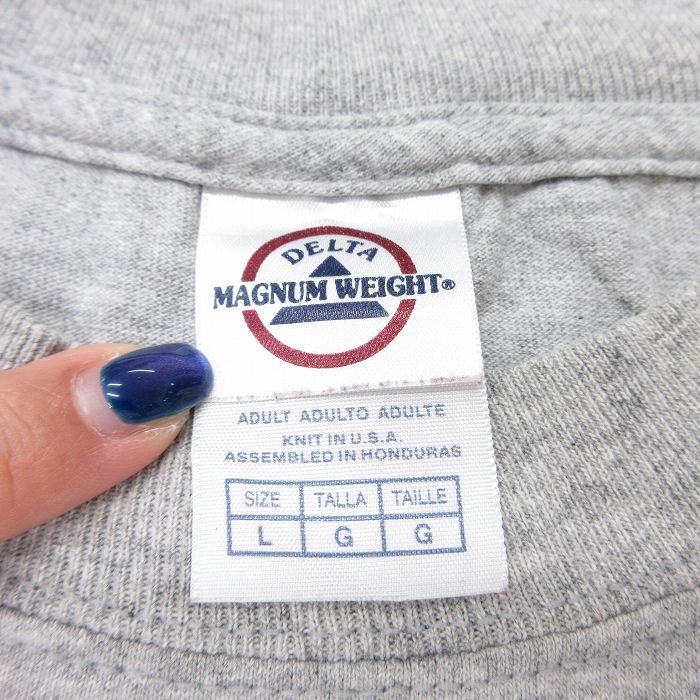 DELTA
MAGNUM WEIGHT®
ADULT ADULTO ADULTE
KNIT IN U.S.A.
ASSEMBLED IN HONDURAS
SIZE TALLA TAILLE
L G G